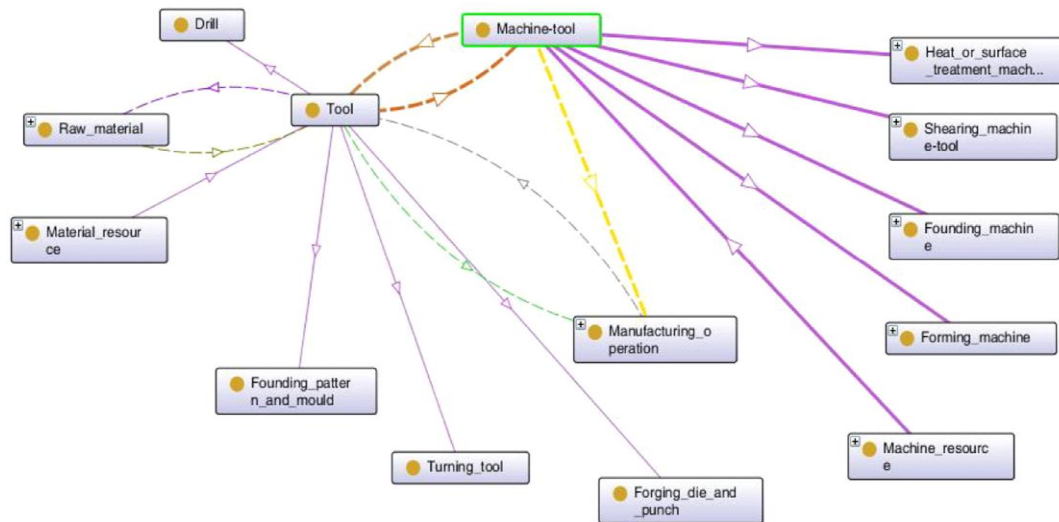 Drill
Machine-tool
Heat_or_surface
_treatment_mach...
Tool
Raw_material
Shearing_machin
e-tool
Material_resour
ce
Founding_machin
e
Manufacturing_o
peration
Forming_machine
Founding_patter
n_and_mould
Turning_tool
Machine_resourc
e
Forging_die_and
_punch